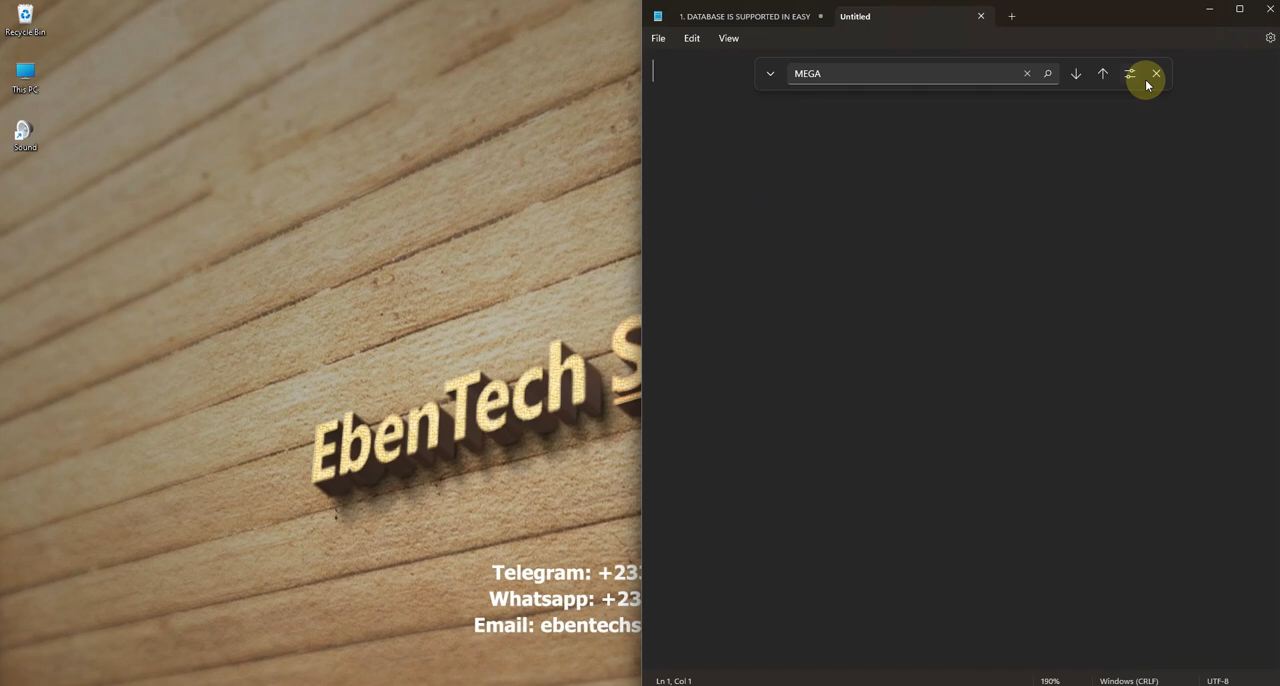 Recycle Bin
This PC
Sound
EbenTech S
Telegram: +233
Whatsapp: +23
Email: ebentechs
1. DATABASE IS SUPPORTED IN EASY
Untitled
File Edit View
MEGA
Ln 1, Col 1
190%
Windows (CRLF)
UTF-8